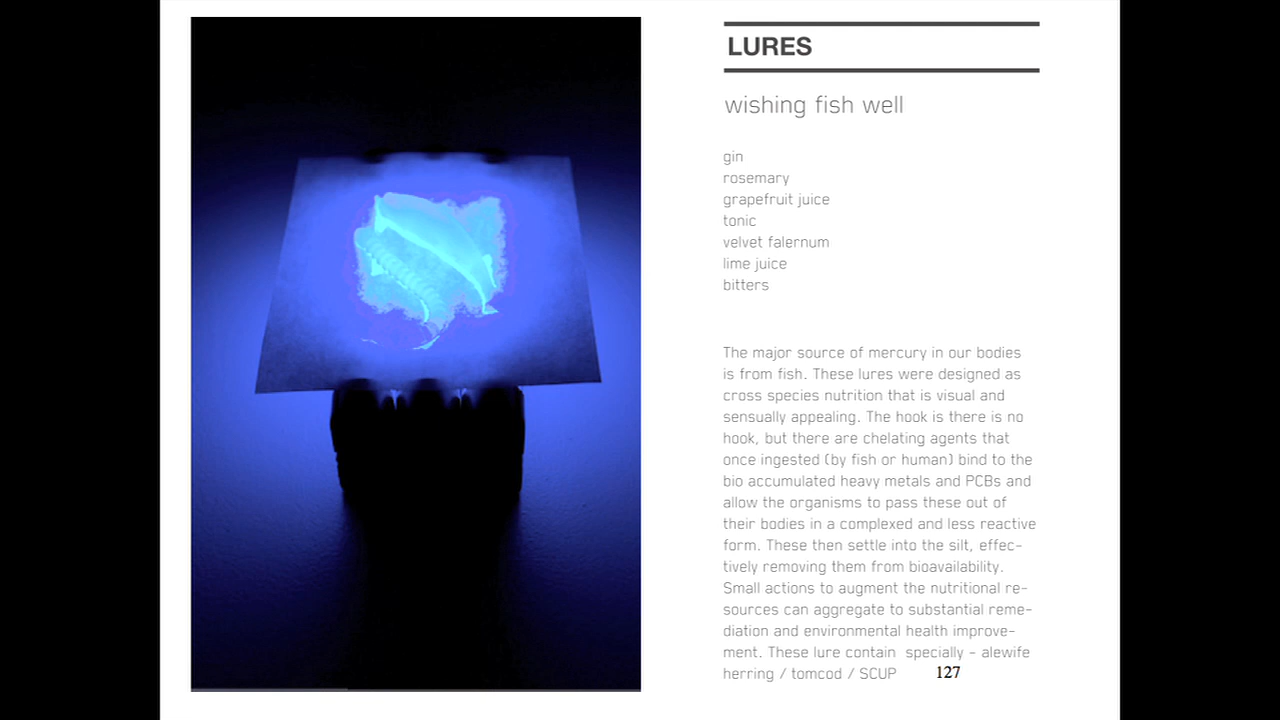 LURES
wishing fish well
gin
rosemary
grapefruit juice
tonic
velvet falernum
lime juice
bitters
The major source of mercury in our bodies
is from fish. These lures were designed as
cross species nutrition that is visual and
sensually appealing. The hook is there is no
hook, but there are chelating agents that
once ingested (by fish or human) bind to the
bio accumulated heavy metals and PCBs and
allow the organisms to pass these out of
their bodies in a complexed and less reactive
form. These then settle into the silt, effec-
tively removing them from bioavailability.
Small actions to augment the nutritional re-
sources can aggregate to substantial reme-
diation and environmental health improve-
ment. These lure contain specially - alewife
herring / tomcod / SCUP 127